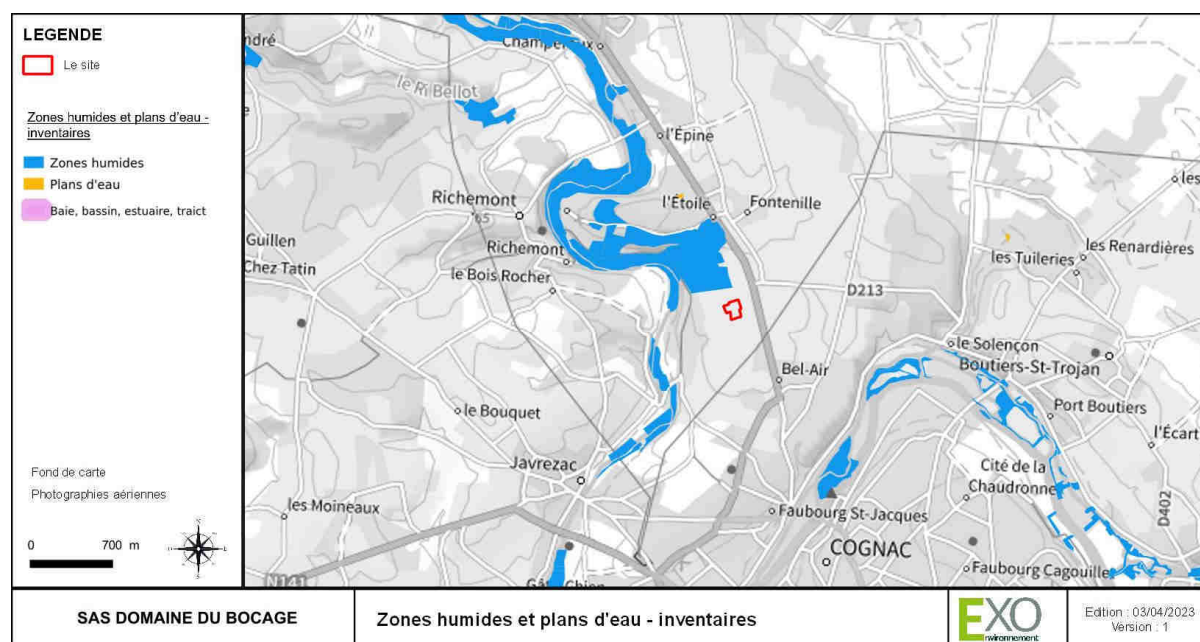 LEGENDE
Le site
Zones humides et plans d'eau -
inventaires
Zones humides
Plans d'eau
Baie, bassin, estuaire, traict
Fond de carte
Photographies aériennes
0 700 m
ndré
Champeroux
le Ri Bellot
l'Épine
les
Richemont
65
l'Étoile
Fontenille
Guillen
Richemont
les Renardières
Chez Tatin
les Tuileries
le Bois Rocher
D213
le Solençon
Boutiers-St-Trojan
Bel-Air
le Bouquet
Port Boutiers
l'Écart
Javrezac
Cité de la
Chaudronne
les Moineaux
Faubourg St-Jacques
D402
COGNAC
N141
Faubourg Cagouille
SAS DOMAINE DU BOCAGE
Zones humides et plans d'eau - inventaires
EXO
nvironnement
Edition : 03/04/2023
Version : 1